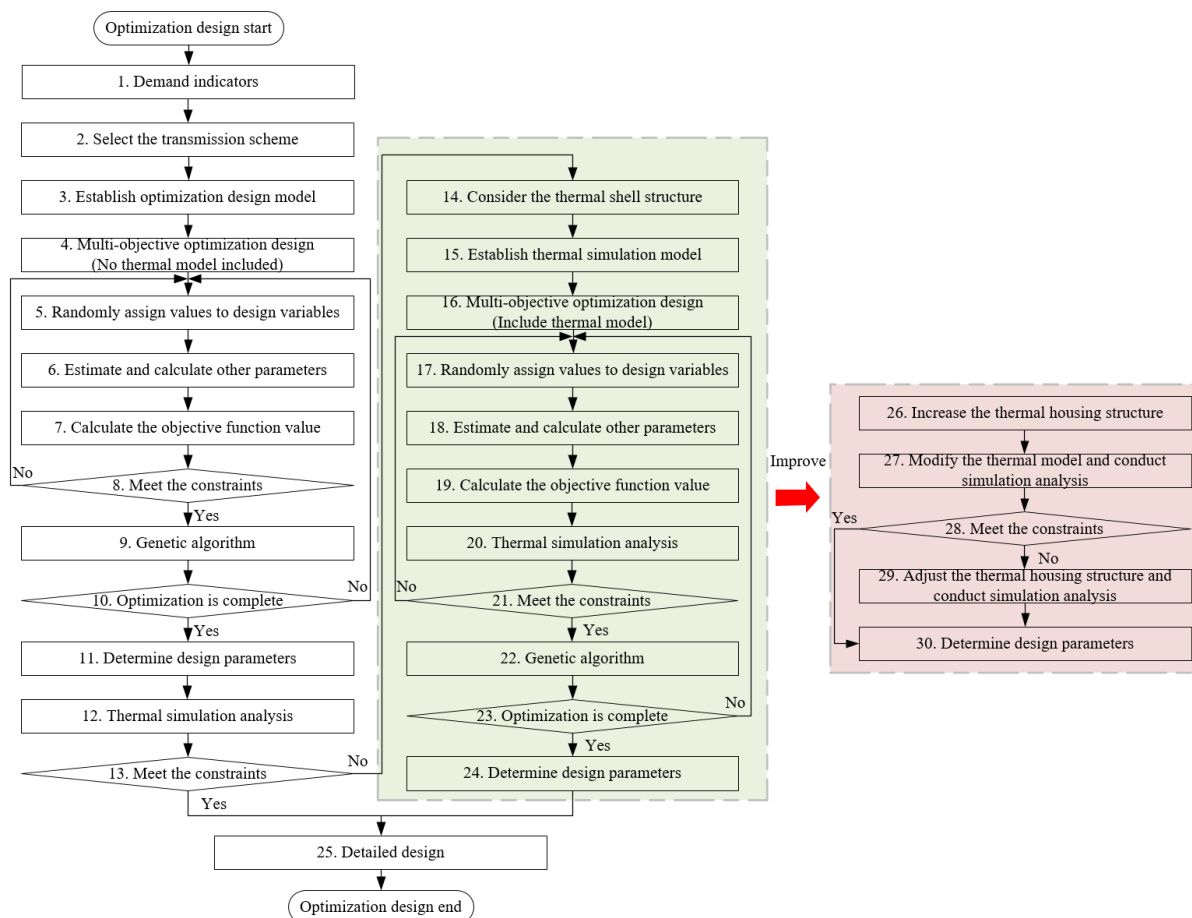 Optimization design start
1. Demand indicators
2. Select the transmission scheme
3. Establish optimization design model
4. Multi-objective optimization design
(No thermal model included)
5. Randomly assign values to design variables
6. Estimate and calculate other parameters
7. Calculate the objective function value
No
8. Meet the constraints
Yes
9. Genetic algorithm
No
10. Optimization is complete
Yes
11. Determine design parameters
12. Thermal simulation analysis
No
13. Meet the constraints
Yes
14. Consider the thermal shell structure
15. Establish thermal simulation model
16. Multi-objective optimization design
(Include thermal model)
17. Randomly assign values to design variables
18. Estimate and calculate other parameters
19. Calculate the objective function value
20. Thermal simulation analysis
No
21. Meet the constraints
Yes
22. Genetic algorithm
No
23. Optimization is complete
Yes
24. Determine design parameters
25. Detailed design
Optimization design end
Improve
26. Increase the thermal housing structure
27. Modify the thermal model and conduct
simulation analysis
Yes
28. Meet the constraints
No
29. Adjust the thermal housing structure and
conduct simulation analysis
30. Determine design parameters